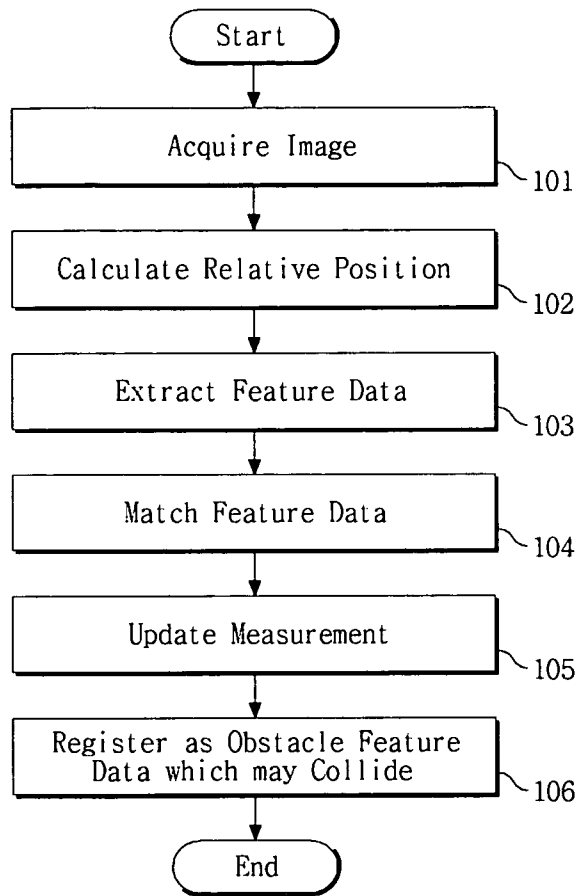 Start
Acquire Image
101
Calculate Relative Position
102
Extract Feature Data
103
Match Feature Data
104
Update Measurement
105
Register as Obstacle Feature
Data which may Collide
106
End